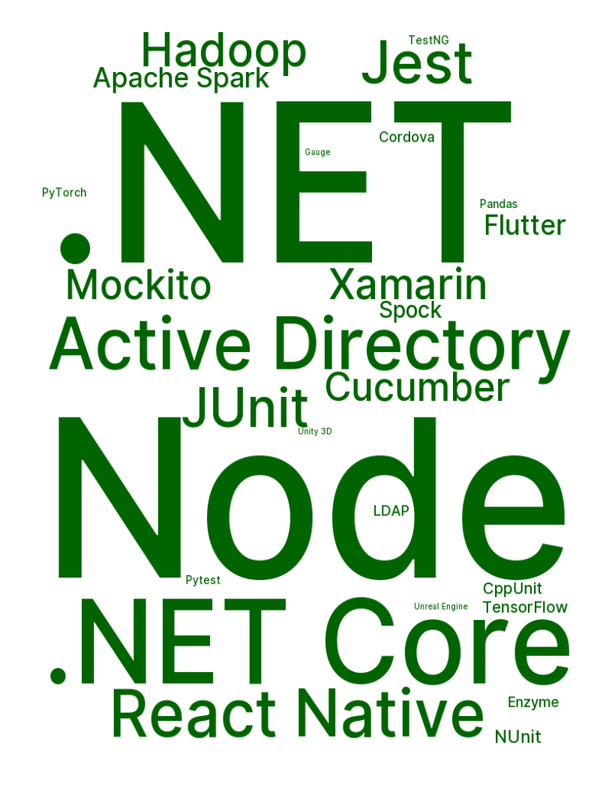 TestNG
Hadoop
Jest
Apache Spark
.NET
Cordova
Gauge
PyTorch
Pandas
Flutter
Mockito
Xamarin
Spock
Active Directory
Cucumber
JUnit
Unity 3D
Node
LDAP
Pytest
CppUnit
Unreal Engine
TensorFlow
.NET Core
React Native
Enzyme
NUnit